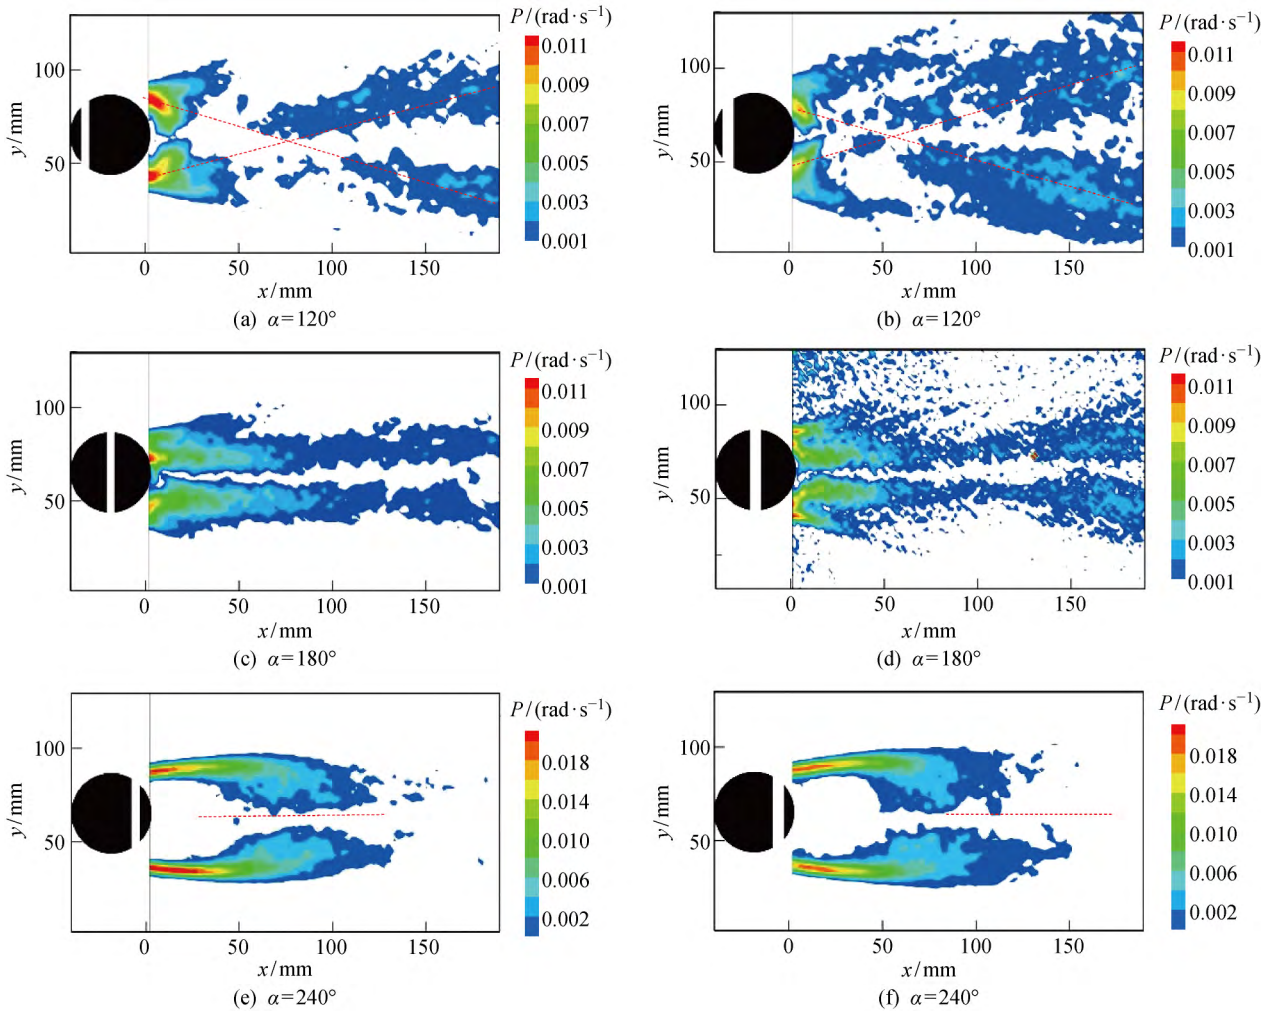 P/(rad·s⁻¹)
0.011
0.009
0.007
0.005
0.003
0.001
100
50
y/mm
0 50 100 150
x/mm
(a) α=120°
P/(rad·s⁻¹)
0.011
0.009
0.007
0.005
0.003
0.001
100
50
y/mm
0 50 100 150
x/mm
(b) α=120°
P/(rad·s⁻¹)
0.011
0.009
0.007
0.005
0.003
0.001
100
50
y/mm
0 50 100 150
x/mm
(c) α=180°
P/(rad·s⁻¹)
0.011
0.009
0.007
0.005
0.003
0.001
100
50
y/mm
0 50 100 150
x/mm
(d) α=180°
P/(rad·s⁻¹)
0.018
0.014
0.010
0.006
0.002
100
50
y/mm
0 50 100 150
x/mm
(e) α=240°
P/(rad·s⁻¹)
0.018
0.014
0.010
0.006
0.002
100
50
y/mm
0 50 100 150
x/mm
(f) α=240°